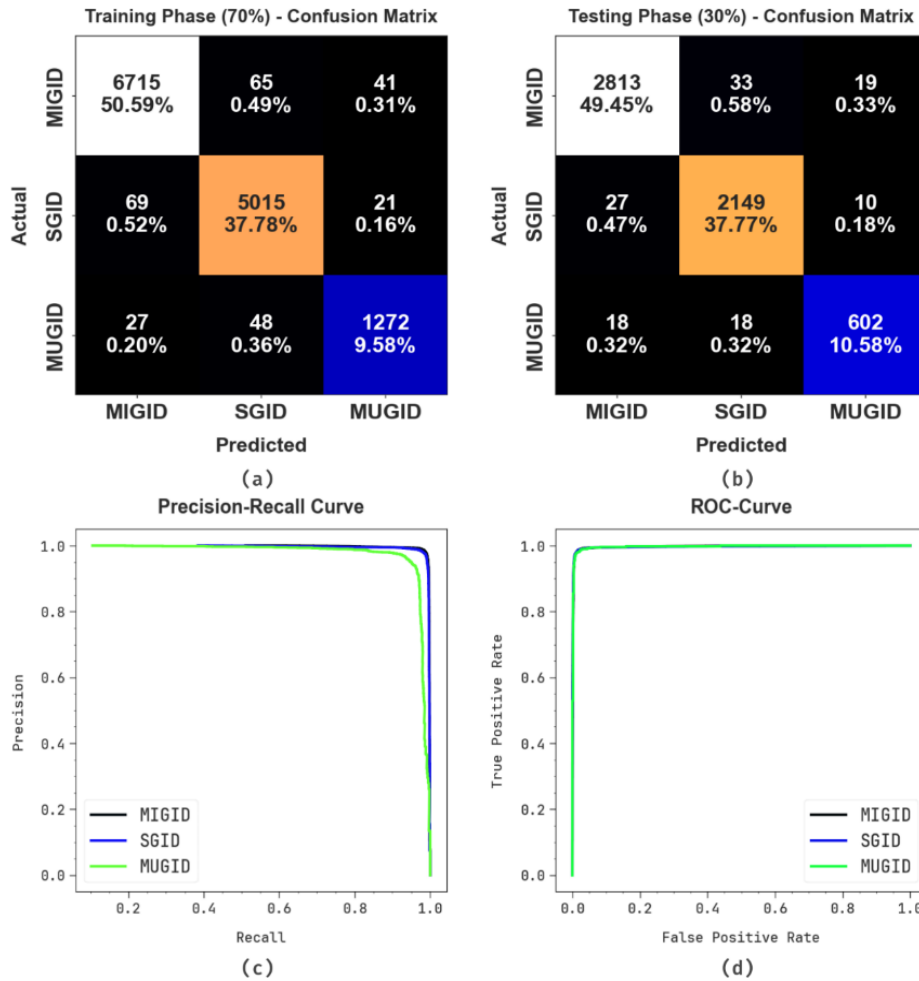 Training Phase (70%) - Confusion Matrix
Testing Phase (30%) - Confusion Matrix
Actual
MIGID
SGID
MUGID
6715
50.59%
65
0.49%
41
0.31%
69
0.52%
5015
37.78%
21
0.16%
27
0.20%
48
0.36%
1272
9.58%
MIGID SGID MUGID
Predicted
(a)
Actual
MIGID
SGID
MUGID
2813
49.45%
33
0.58%
19
0.33%
27
0.47%
2149
37.77%
10
0.18%
18
0.32%
18
0.32%
602
10.58%
MIGID SGID MUGID
Predicted
(b)
Precision-Recall Curve
Precision
1.0
0.8
0.6
0.4
0.2
0.0
MIGID
SGID
MUGID
0.2 0.4 0.6 0.8 1.0
Recall
(c)
ROC-Curve
True Positive Rate
1.0
0.8
0.6
0.4
0.2
0.0
MIGID
SGID
MUGID
0.0 0.2 0.4 0.6 0.8 1.0
False Positive Rate
(d)